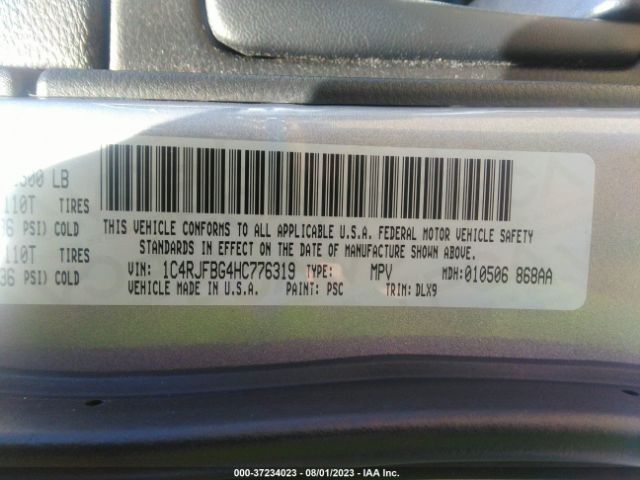 500 LB
110T TIRES
36 PSI) COLD
110T TIRES
36 PSI) COLD
THIS VEHICLE CONFORMS TO ALL APPLICABLE U.S.A. FEDERAL MOTOR VEHICLE SAFETY
STANDARDS IN EFFECT ON THE DATE OF MANUFACTURE SHOWN ABOVE.
VIN: 1C4RJFBG4HC776319 TYPE: MPV MDH: 010506 868AA
VEHICLE MADE IN U.S.A. PAINT: PSC TRIM: DLX9
000-37234023 - 08/01/2023 - IAA Inc.